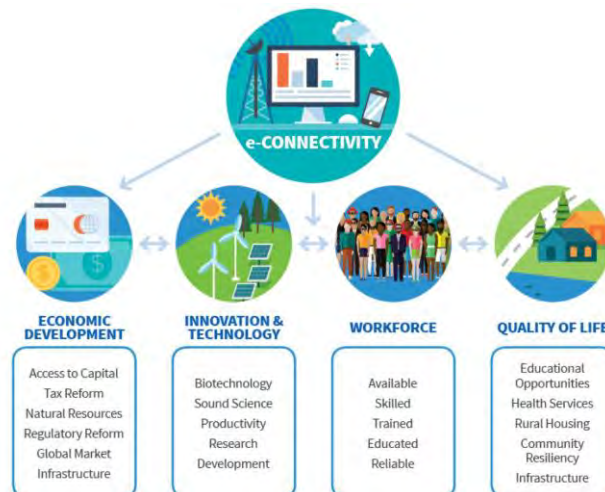 e-CONNECTIVITY
ECONOMIC
DEVELOPMENT
Access to Capital
Tax Reform
Natural Resources
Regulatory Reform
Global Market
Infrastructure
INNOVATION &
TECHNOLOGY
Biotechnology
Sound Science
Productivity
Research
Development
WORKFORCE
Available
Skilled
Trained
Educated
Reliable
QUALITY OF LIFE
Educational
Opportunities
Health Services
Rural Housing
Community
Resiliency
Infrastructure